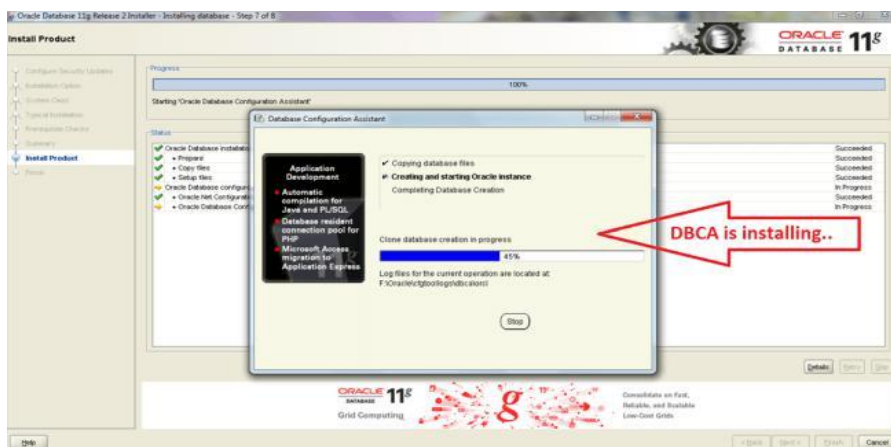 Oracle Database 11g Release 2 Installer - Installing database - Step 7 of 8
Install Product
ORACLE 11g
DATABASE
Configure Security Updates
Installation Option
System Class
Typical Installation
Prerequisite Checks
Summary
Install Product
Finish
Progress
100%
Starting 'Oracle Database Configuration Assistant'
Status
Oracle Database installatio
Succeeded
• Prepare
Succeeded
• Copy files
Succeeded
• Setup files
Succeeded
Oracle Database configura
In Progress
• Oracle Net Configurati
Succeeded
• Oracle Database Conf
In Progress
Database Configuration Assistant
Application
Development
Automatic
compilation for
Java and PL/SQL
Database resident
connection pool for
PHP
Microsoft Access
migration to
Application Express
Copying database files
Creating and starting Oracle instance
Completing Database Creation
Clone database creation in progress
45%
Log files for the current operation are located at:
F:\Oracle\cfgtoollogs\dbca\orcl
Stop
DBCA is installing..
Details
Retry
Skip
ORACLE 11g
DATABASE
Grid Computing
Consolidate on Fast,
Reliable, and Scalable
Low-Cost Grids
Help
< Back
Next >
Finish
Cancel